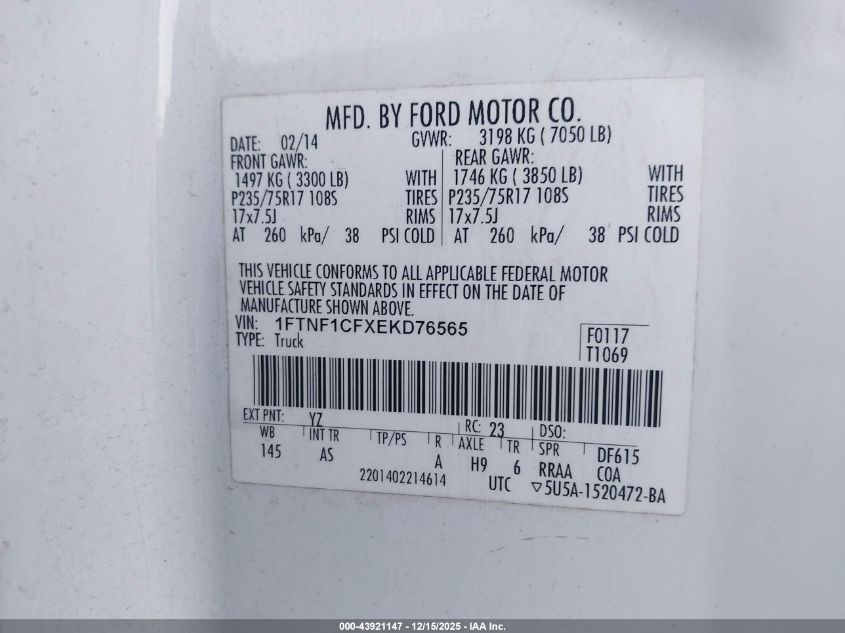 MFD. BY FORD MOTOR CO.
DATE: 02/14 GVWR: 3198 KG ( 7050 LB)
FRONT GAWR: REAR GAWR:
1497 KG ( 3300 LB) WITH 1746 KG ( 3850 LB) WITH
P235/75R17 108S TIRES P235/75R17 108S TIRES
17x7.5J RIMS 17x7.5J RIMS
AT 260 kPa/ 38 PSI COLD AT 260 kPa/ 38 PSI COLD
THIS VEHICLE CONFORMS TO ALL APPLICABLE FEDERAL MOTOR
VEHICLE SAFETY STANDARDS IN EFFECT ON THE DATE OF
MANUFACTURE SHOWN ABOVE.
VIN: 1FTNF1CFXEKD76565 F0117
TYPE: Truck T1069
EXT PNT: YZ RC: 23 DSO:
WB INT TR TP/PS R AXLE TR SPR DF615
145 AS A H9 6 RRAA COA
2201402214614 UTC ▽5U5A-1520472-BA
000-43921147 - 12/15/2025 - IAA Inc.